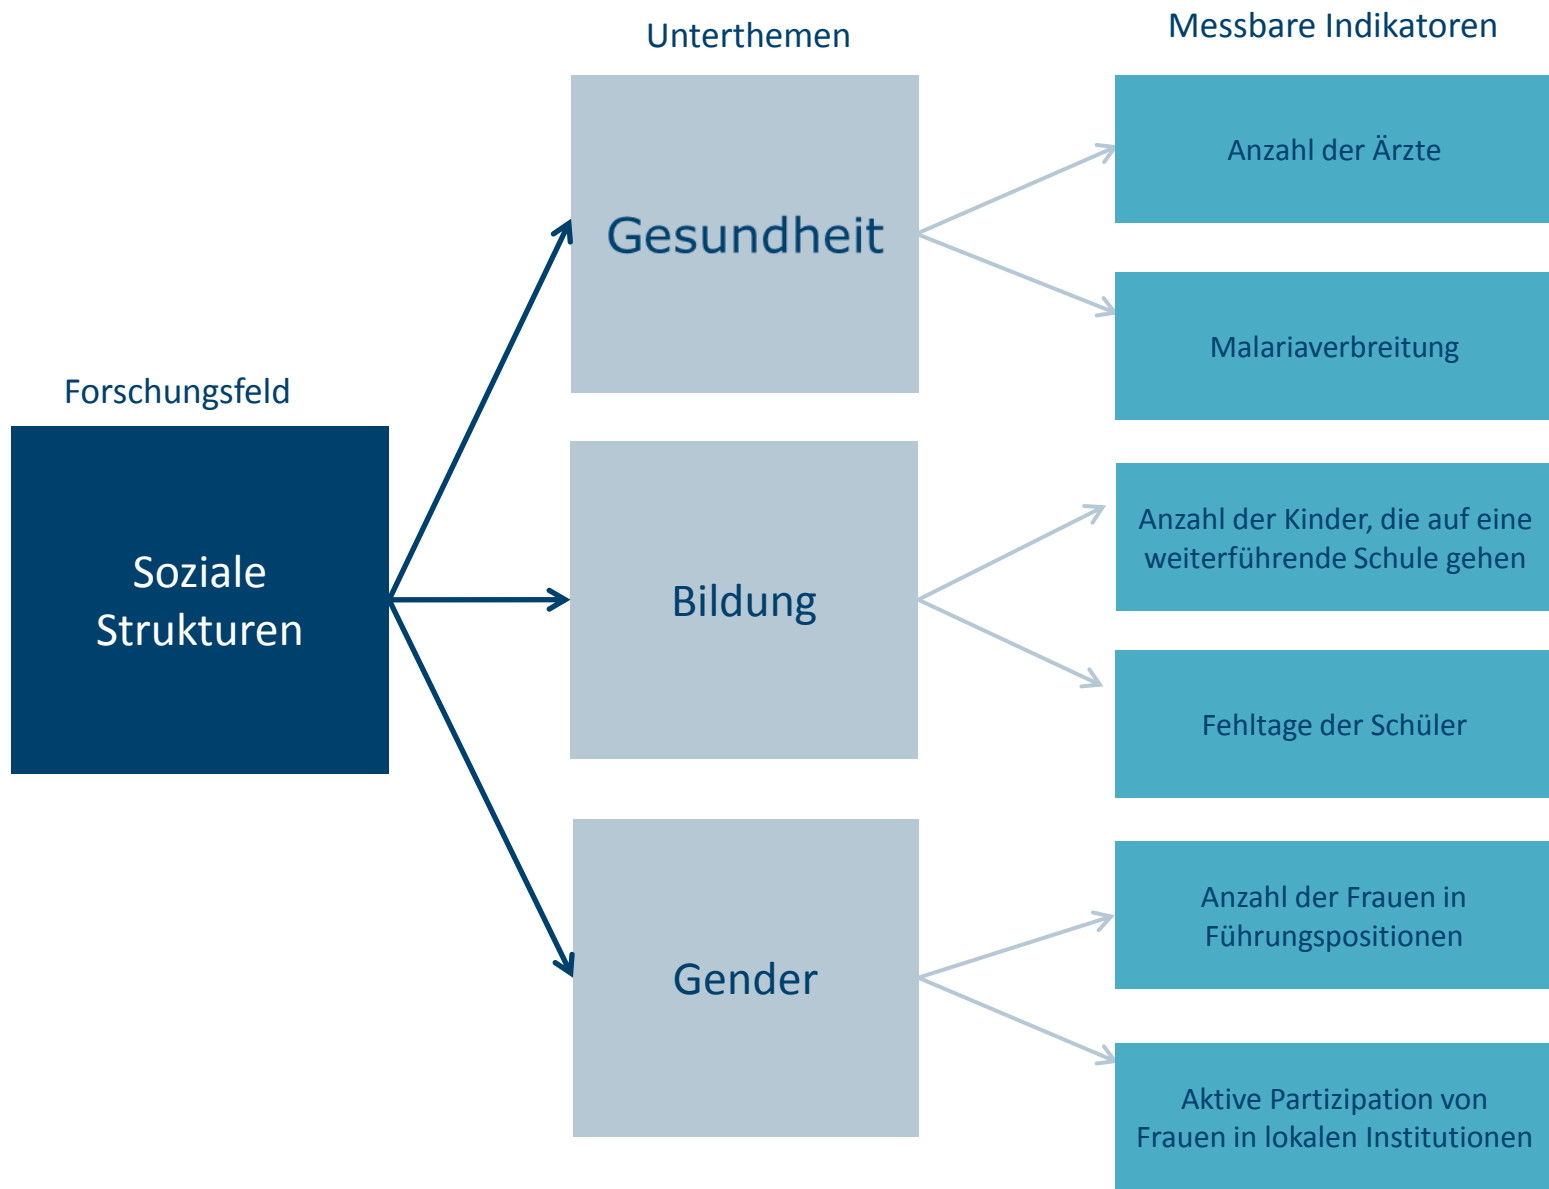 Forschungsfeld
Soziale
Strukturen
Unterthemen
Gesundheit
Bildung
Gender
Messbare Indikatoren
Anzahl der Ärzte
Malariaverbreitung
Anzahl der Kinder, die auf eine
weiterführende Schule gehen
Fehltage der Schüler
Anzahl der Frauen in
Führungspositionen
Aktive Partizipation von
Frauen in lokalen Institutionen